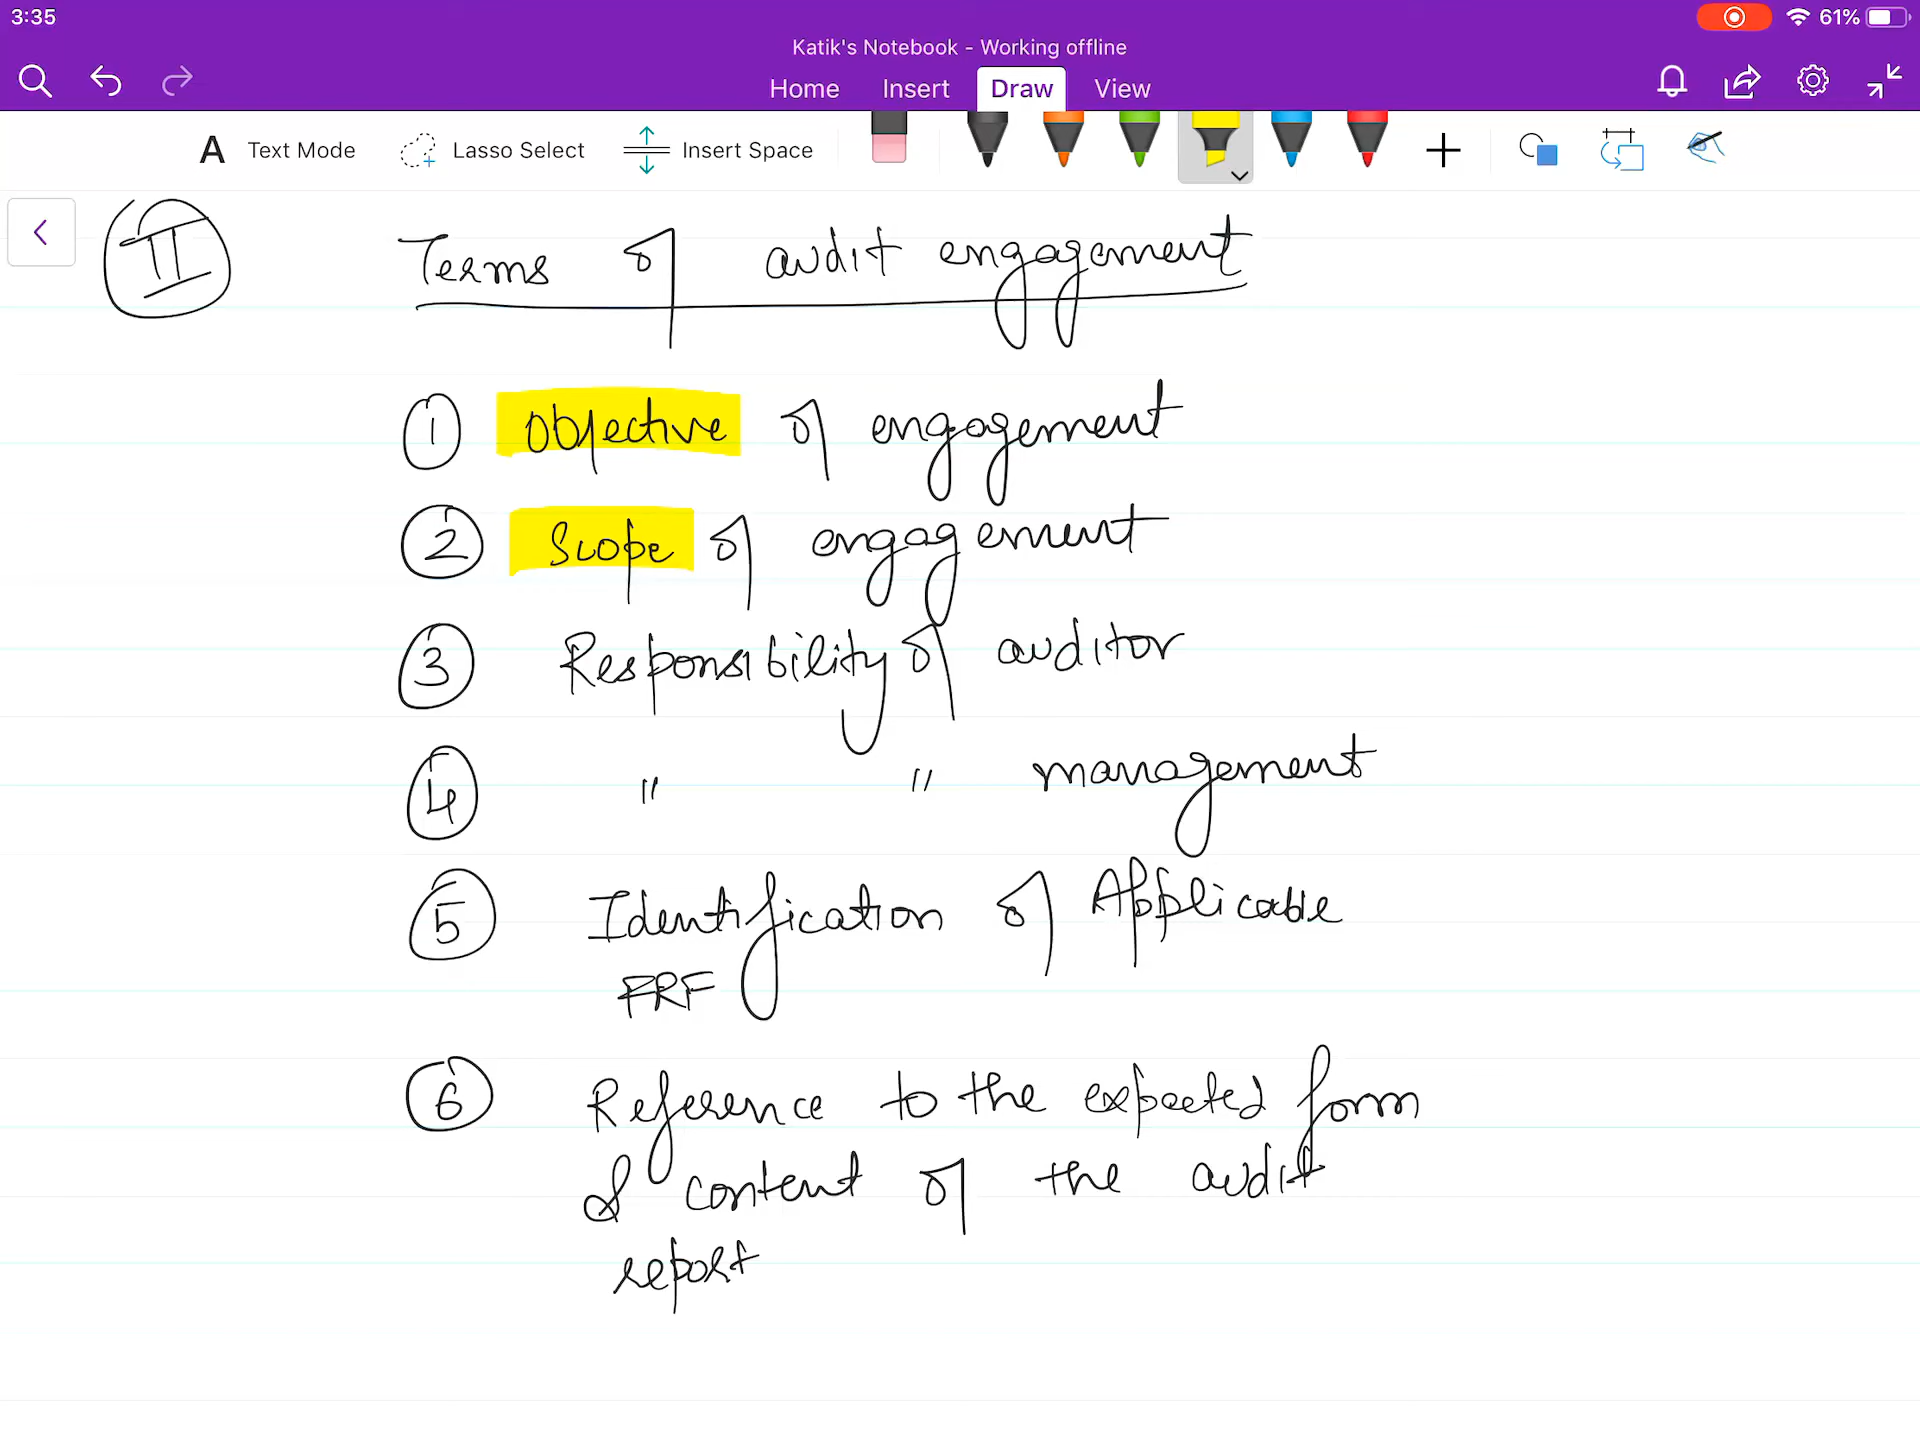 3:35
61%
Katik's Notebook - Working offline
Home Insert Draw View
A Text Mode Lasso Select Insert Space
II Terms of audit engagement
1 Objective of engagement
2 Scope of engagement
3 Responsibility of auditor
4 " " management
5 Identification of Applicable
FRF
6 Reference to the expected form
& content of the audit
report